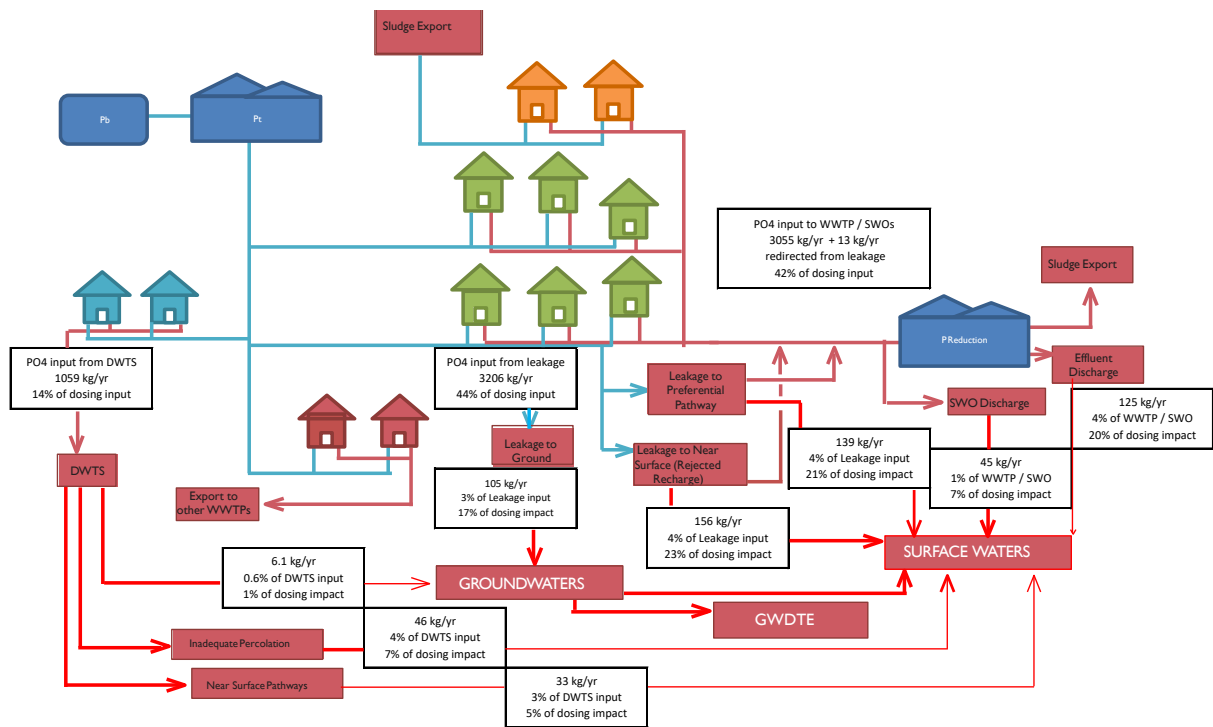 Sludge Export
Pb
Pt
PO4 input to WWTP / SWOs
3055 kg/yr + 13 kg/yr
redirected from leakage
42% of dosing input
Sludge Export
P Reduction
Effluent
Discharge
PO4 input from DWTS
1059 kg/yr
14% of dosing input
PO4 input from leakage
3206 kg/yr
44% of dosing input
Leakage to
Preferential
Pathway
SWO Discharge
125 kg/yr
4% of WWTP / SWO
20% of dosing impact
139 kg/yr
4% of Leakage input
21% of dosing impact
45 kg/yr
1% of WWTP / SWO
7% of dosing impact
DWTS
Leakage to
Ground
Leakage to Near
Surface (Rejected
Recharge)
Export to
other WWTPs
105 kg/yr
3% of Leakage input
17% of dosing impact
156 kg/yr
4% of Leakage input
23% of dosing impact
SURFACE WATERS
6.1 kg/yr
0.6% of DWTS input
1% of dosing impact
GROUNDWATERS
GWDTE
46 kg/yr
4% of DWTS input
7% of dosing impact
Inadequate Percolation
Near Surface Pathways
33 kg/yr
3% of DWTS input
5% of dosing impact